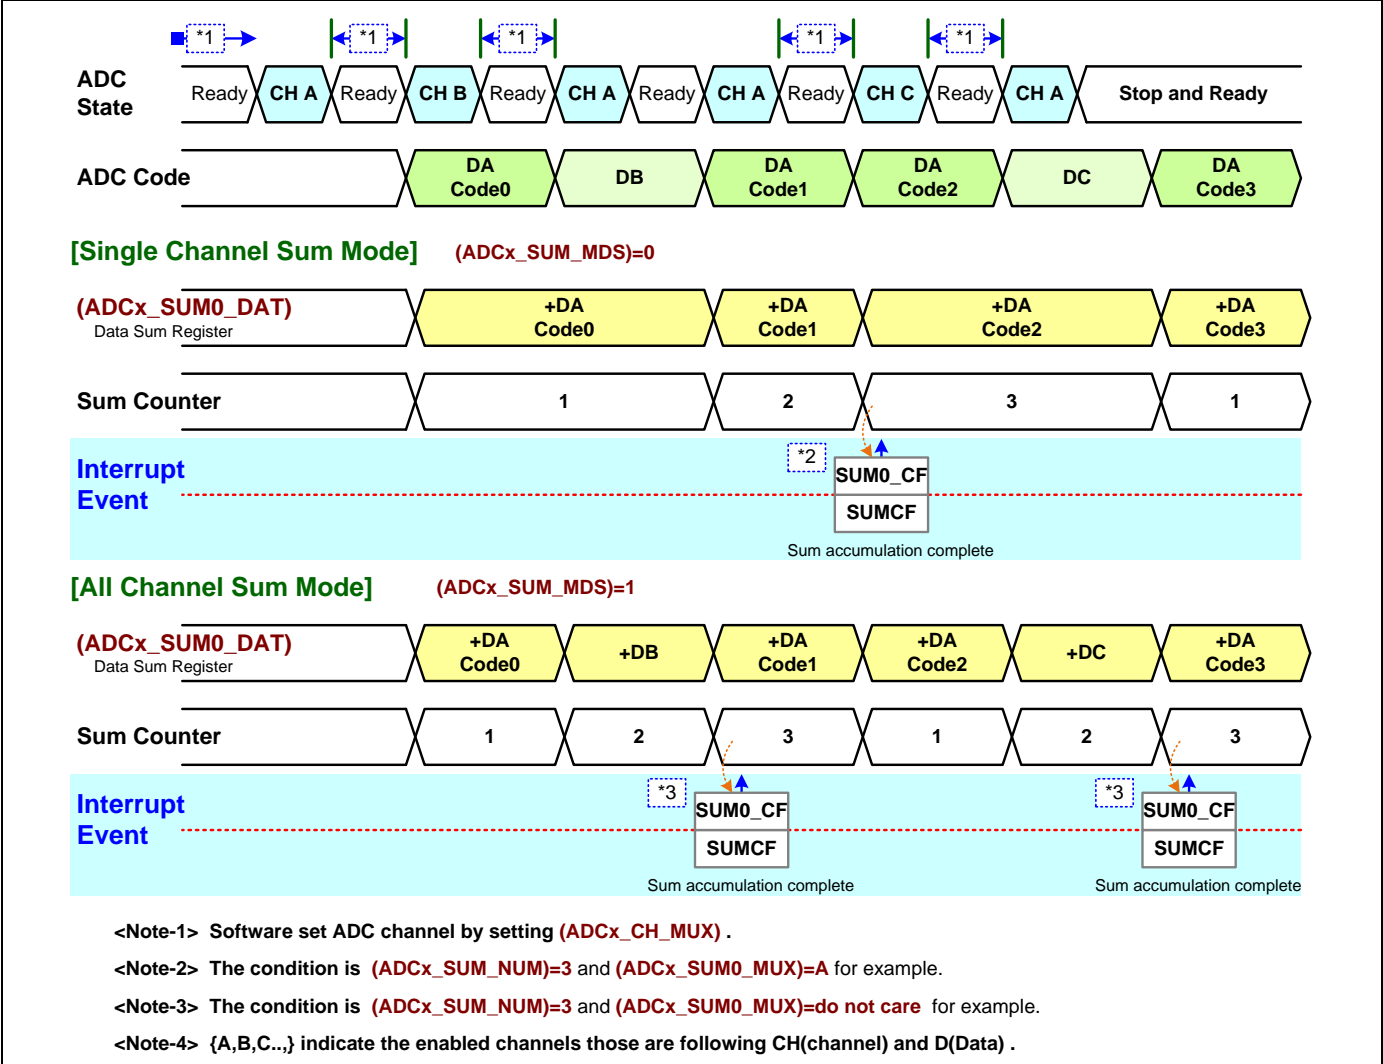 *1 *1 *1 *1 *1
ADC State
Ready CH A Ready CH B Ready CH A Ready CH A Ready CH C Ready CH A Stop and Ready
ADC Code
DA Code0 DB DA Code1 DA Code2 DC DA Code3
[Single Channel Sum Mode] (ADCx_SUM_MDS)=0
(ADCx_SUM0_DAT)
Data Sum Register
+DA Code0 +DA Code1 +DA Code2 +DA Code3
Sum Counter 1 2 3 1
Interrupt Event
*2
SUM0_CF
SUMCF
Sum accumulation complete
[All Channel Sum Mode] (ADCx_SUM_MDS)=1
(ADCx_SUM0_DAT)
Data Sum Register
+DA Code0 +DB +DA Code1 +DA Code2 +DC +DA Code3
Sum Counter 1 2 3 1 2 3
Interrupt Event
*3 *3
SUM0_CF SUM0_CF
SUMCF SUMCF
Sum accumulation complete Sum accumulation complete
<Note-1> Software set ADC channel by setting (ADCx_CH_MUX) .
<Note-2> The condition is (ADCx_SUM_NUM)=3 and (ADCx_SUM0_MUX)=A for example.
<Note-3> The condition is (ADCx_SUM_NUM)=3 and (ADCx_SUM0_MUX)=do not care for example.
<Note-4> {A,B,C..,} indicate the enabled channels those are following CH(channel) and D(Data) .